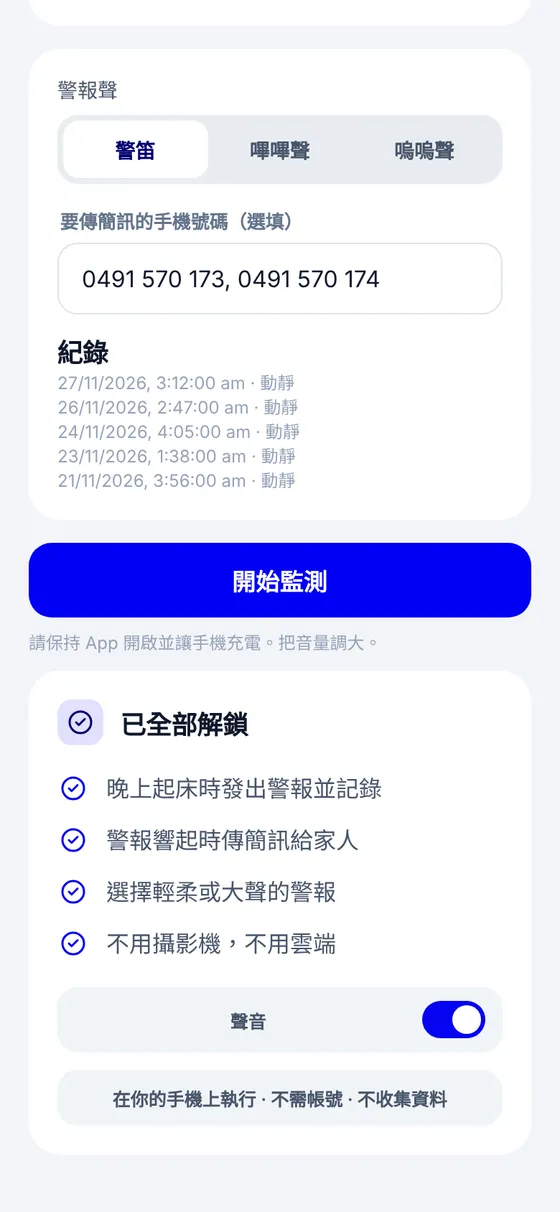 警報聲
警笛
嗶嗶聲
嗚嗚聲
要傳簡訊的手機號碼（選填）
0491 570 173, 0491 570 174
紀錄
27/11/2026, 3:12:00 am · 動靜
26/11/2026, 2:47:00 am · 動靜
24/11/2026, 4:05:00 am · 動靜
23/11/2026, 1:38:00 am · 動靜
21/11/2026, 3:56:00 am · 動靜
開始監測
請保持 App 開啟並讓手機充電。把音量調大。
已全部解鎖
晚上起床時發出警報並記錄
警報響起時傳簡訊給家人
選擇輕柔或大聲的警報
不用攝影機，不用雲端
聲音
在你的手機上執行 · 不需帳號 · 不收集資料